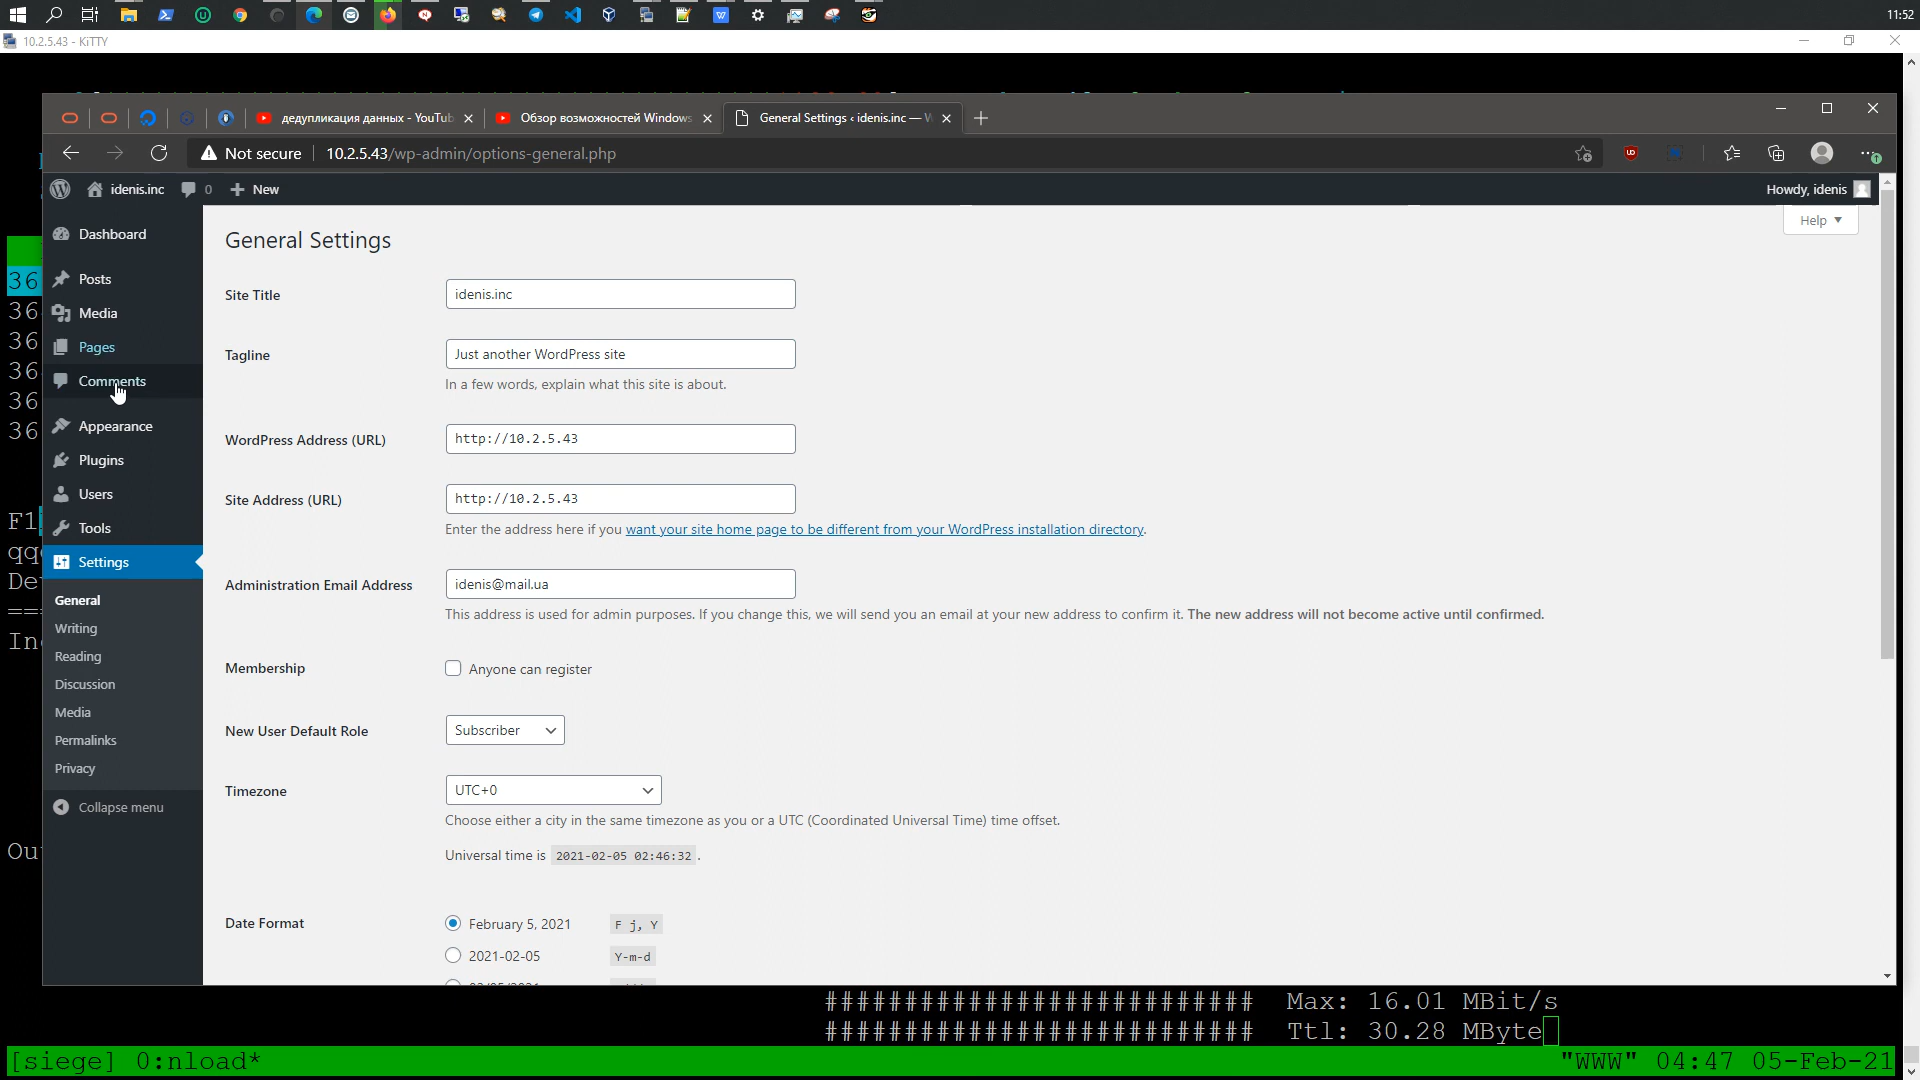 11:52
10.2.5.43 - KiTTY
дедупликация данных - YouTub
Обзор возможностей Windows
General Settings ‹ idenis.inc — W
Not secure
10.2.5.43/wp-admin/options-general.php
idenis.inc
0
New
Howdy, idenis
Help
Dashboard
Posts
Media
Pages
Comments
Appearance
Plugins
Users
Tools
Settings
General
Writing
Reading
Discussion
Media
Permalinks
Privacy
Collapse menu
General Settings
Site Title
idenis.inc
Tagline
Just another WordPress site
In a few words, explain what this site is about.
WordPress Address (URL)
http://10.2.5.43
Site Address (URL)
http://10.2.5.43
Enter the address here if you want your site home page to be different from your WordPress installation directory.
Administration Email Address
idenis@mail.ua
This address is used for admin purposes. If you change this, we will send you an email at your new address to confirm it. The new address will not become active until confirmed.
Membership
Anyone can register
New User Default Role
Subscriber
Timezone
UTC+0
Choose either a city in the same timezone as you or a UTC (Coordinated Universal Time) time offset.
Universal time is 2021-02-05 02:46:32 .
Date Format
February 5, 2021
F j, Y
2021-02-05
Y-m-d
36
36
36
36
36
36
F1
qq
De
==
In
Ou
########################### Max: 16.01 MBit/s
########################### Ttl: 30.28 MByte
[siege] 0:nload*
"WWW" 04:47 05-Feb-21